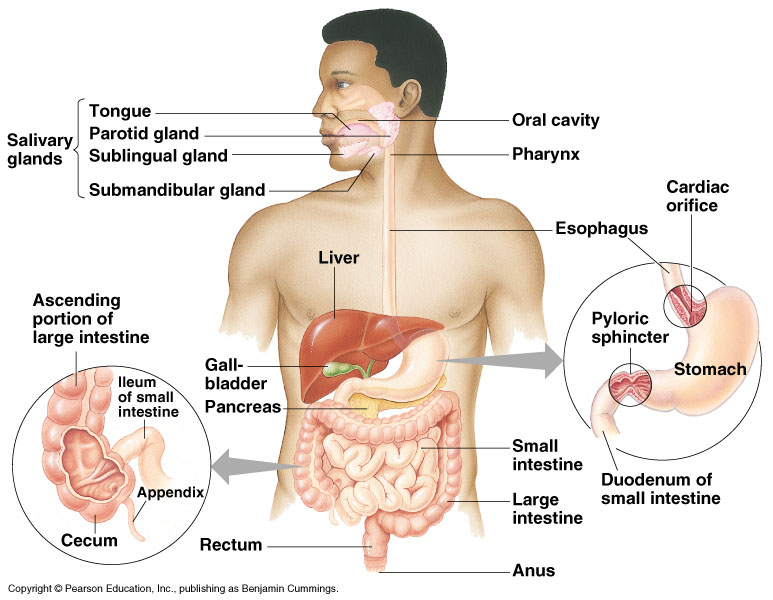 Tongue
Parotid gland
Sublingual gland
Submandibular gland
Salivary
glands
Oral cavity
Pharynx
Cardiac
orifice
Esophagus
Liver
Ascending
portion of
large intestine
Ileum
of small
intestine
Appendix
Cecum
Gall-
bladder
Pancreas
Pyloric
sphincter
Stomach
Duodenum of
small intestine
Small
intestine
Large
intestine
Rectum
Anus
Copyright © Pearson Education, Inc., publishing as Benjamin Cummings.